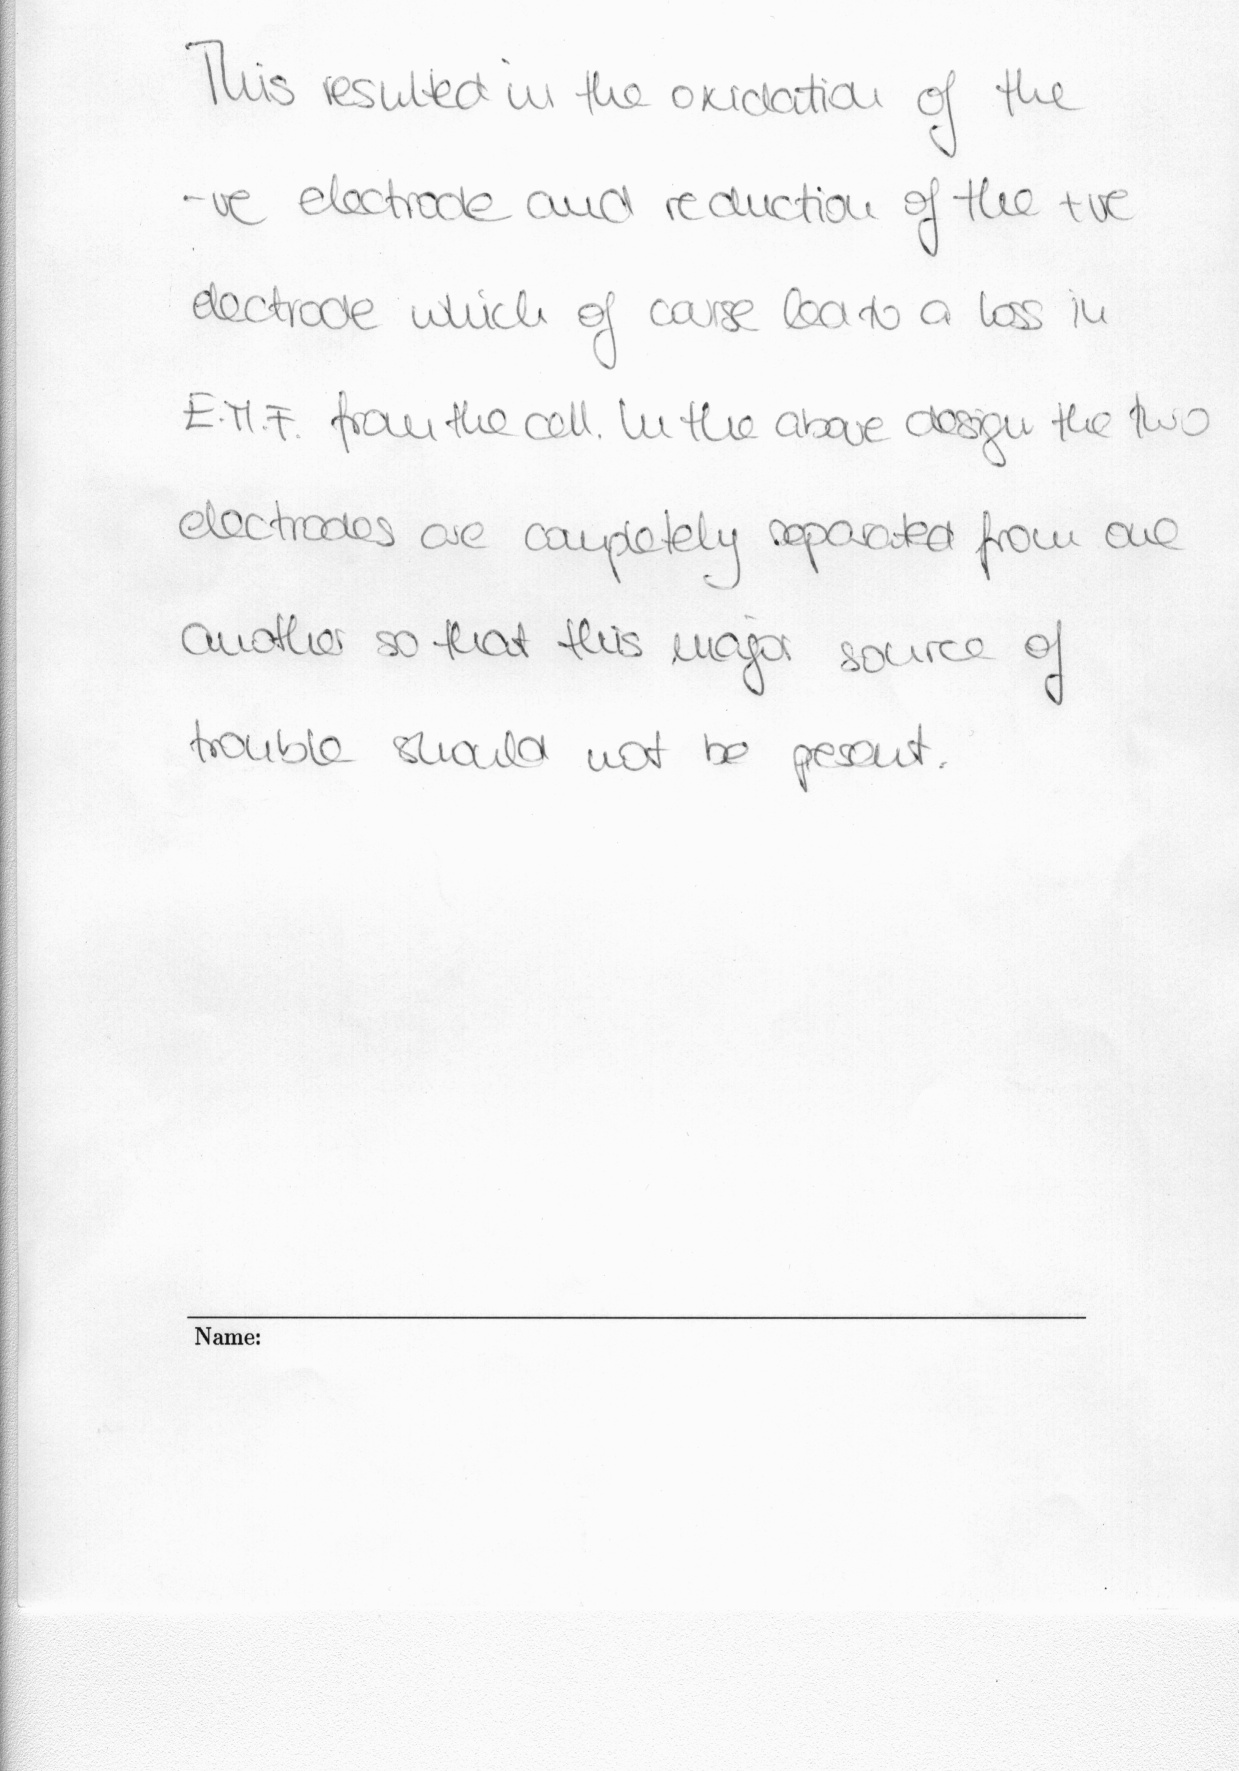 This resulted in the oxidation of the
-ve electrode and reduction of the +ve
electrode which of course lead to a loss in
E.M.F. from the cell. In the above design the two
electrodes are completely separated from one
another so that this major source of
trouble should not be present.
Name: